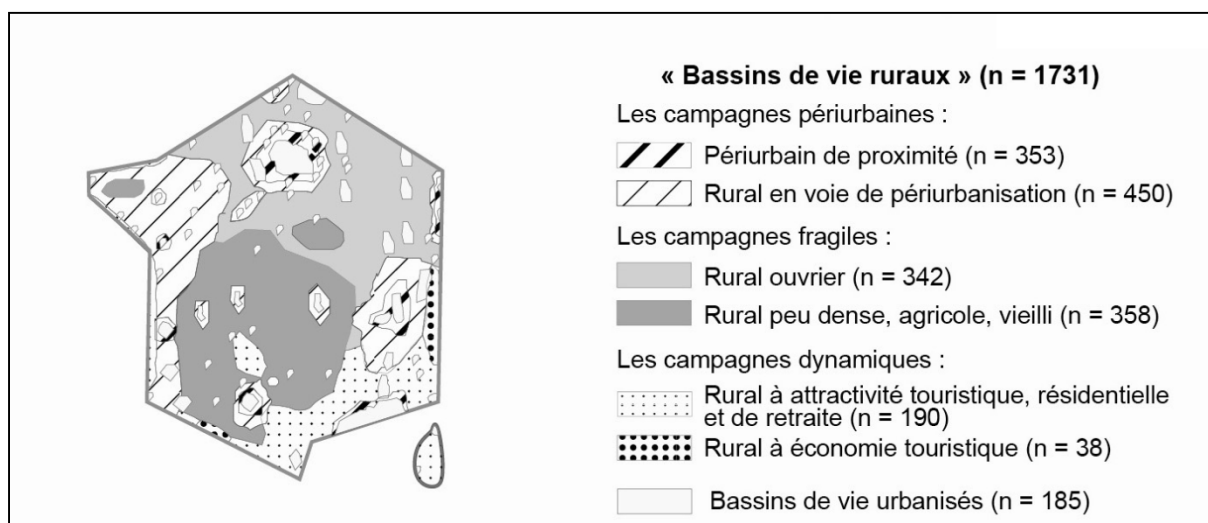 « Bassins de vie ruraux » (n = 1731)
Les campagnes périurbaines :
Périurbain de proximité (n = 353)
Rural en voie de périurbanisation (n = 450)
Les campagnes fragiles :
Rural ouvrier (n = 342)
Rural peu dense, agricole, vieilli (n = 358)
Les campagnes dynamiques :
Rural à attractivité touristique, résidentielle
et de retraite (n = 190)
Rural à économie touristique (n = 38)
Bassins de vie urbanisés (n = 185)